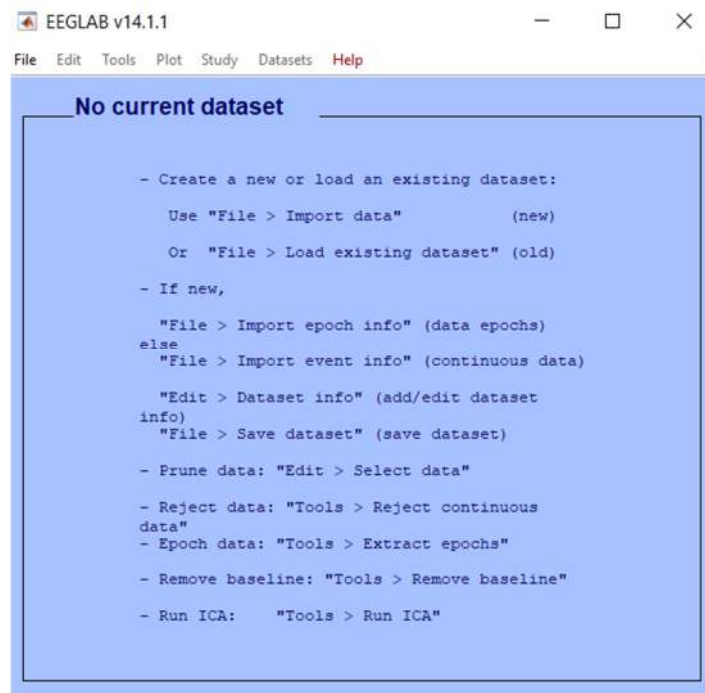 EEGLAB v14.1.1
File Edit Tools Plot Study Datasets Help
No current dataset
- Create a new or load an existing dataset:
Use "File > Import data" (new)
Or "File > Load existing dataset" (old)
- If new,
"File > Import epoch info" (data epochs)
else
"File > Import event info" (continuous data)
"Edit > Dataset info" (add/edit dataset
info)
"File > Save dataset" (save dataset)
- Prune data: "Edit > Select data"
- Reject data: "Tools > Reject continuous
data"
- Epoch data: "Tools > Extract epochs"
- Remove baseline: "Tools > Remove baseline"
- Run ICA: "Tools > Run ICA"